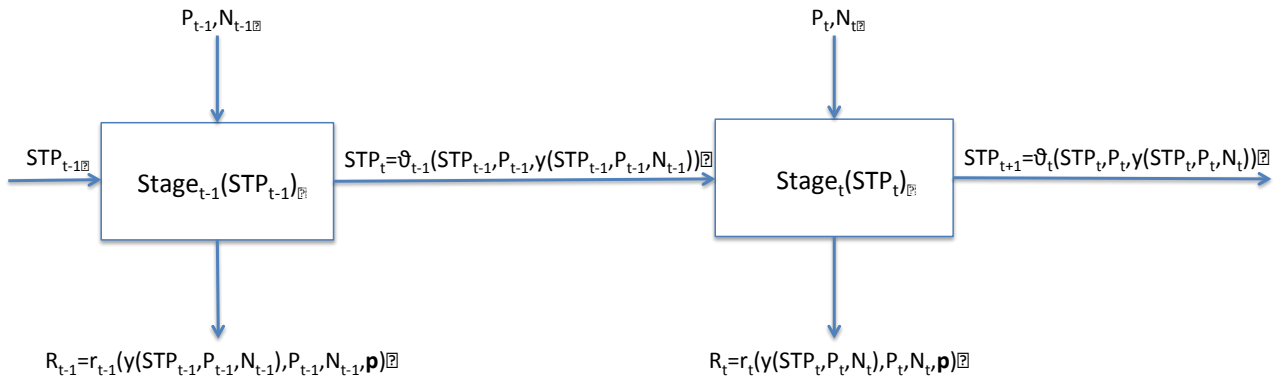 P_{t-1},N_{t-1}
P_t,N_t
STP_{t-1}
Stage_{t-1}(STP_{t-1})
STP_t=ϑ_{t-1}(STP_{t-1},P_{t-1},y(STP_{t-1},P_{t-1},N_{t-1}))
Stage_t(STP_t)
STP_{t+1}=ϑ_t(STP_t,P_t,y(STP_t,P_t,N_t))
R_{t-1}=r_{t-1}(y(STP_{t-1},P_{t-1},N_{t-1}),P_{t-1},N_{t-1},p)
R_t=r_t(y(STP_t,P_t,N_t),P_t,N_t,p)